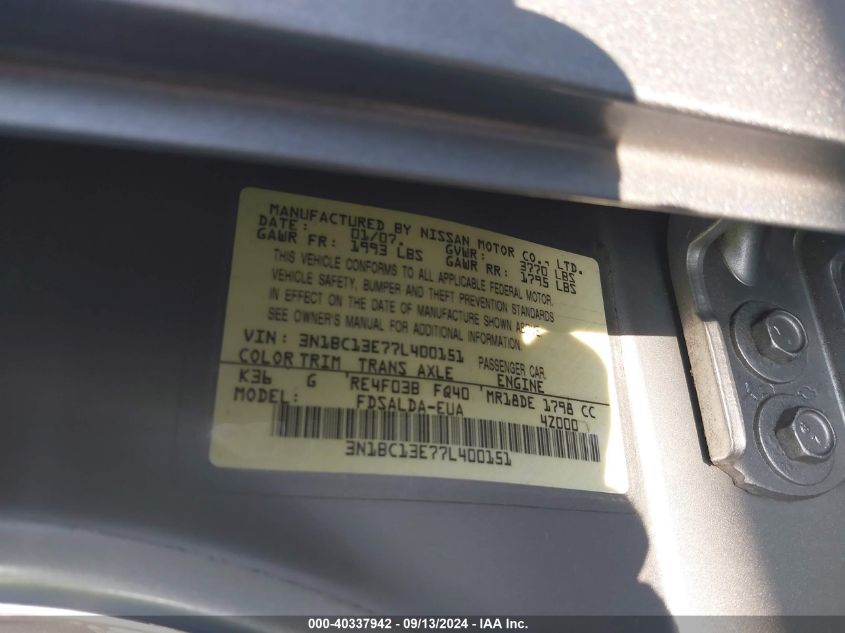 MANUFACTURED BY NISSAN MOTOR CO., LTD.
DATE: 01/07. GVWR: 3770 LBS
GAWR FR: 1993 LBS GAWR RR: 1795 LBS
THIS VEHICLE CONFORMS TO ALL APPLICABLE FEDERAL MOTOR
VEHICLE SAFETY, BUMPER AND THEFT PREVENTION STANDARDS
IN EFFECT ON THE DATE OF MANUFACTURE SHOWN ABOVE.
SEE OWNER'S MANUAL FOR ADDITIONAL INFORMATION.
VIN: 3N1BC13E77L400151 PASSENGER CAR
COLOR TRIM TRANS AXLE ENGINE
K36 G RE4F03B FQ40 MR18DE 1798 CC
MODEL: FDSALDA-EUA 4Z000
3N1BC13E77L400151
000-40337942 - 09/13/2024 - IAA Inc.